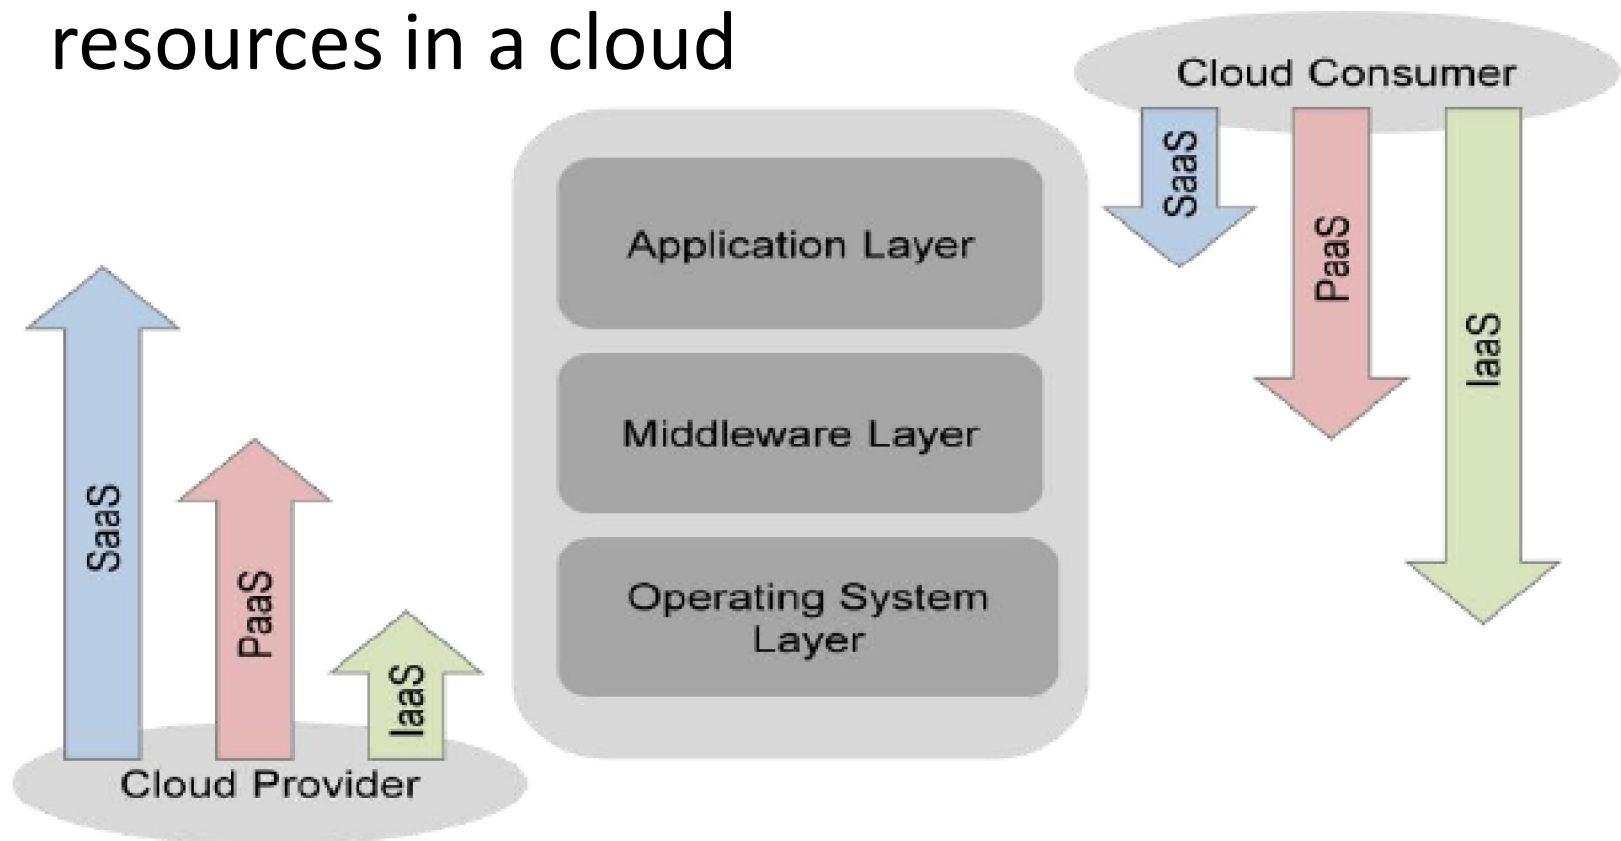 resources in a cloud
Cloud Consumer
SaaS
PaaS
IaaS
Application Layer
Middleware Layer
Operating System
Layer
SaaS
PaaS
IaaS
Cloud Provider